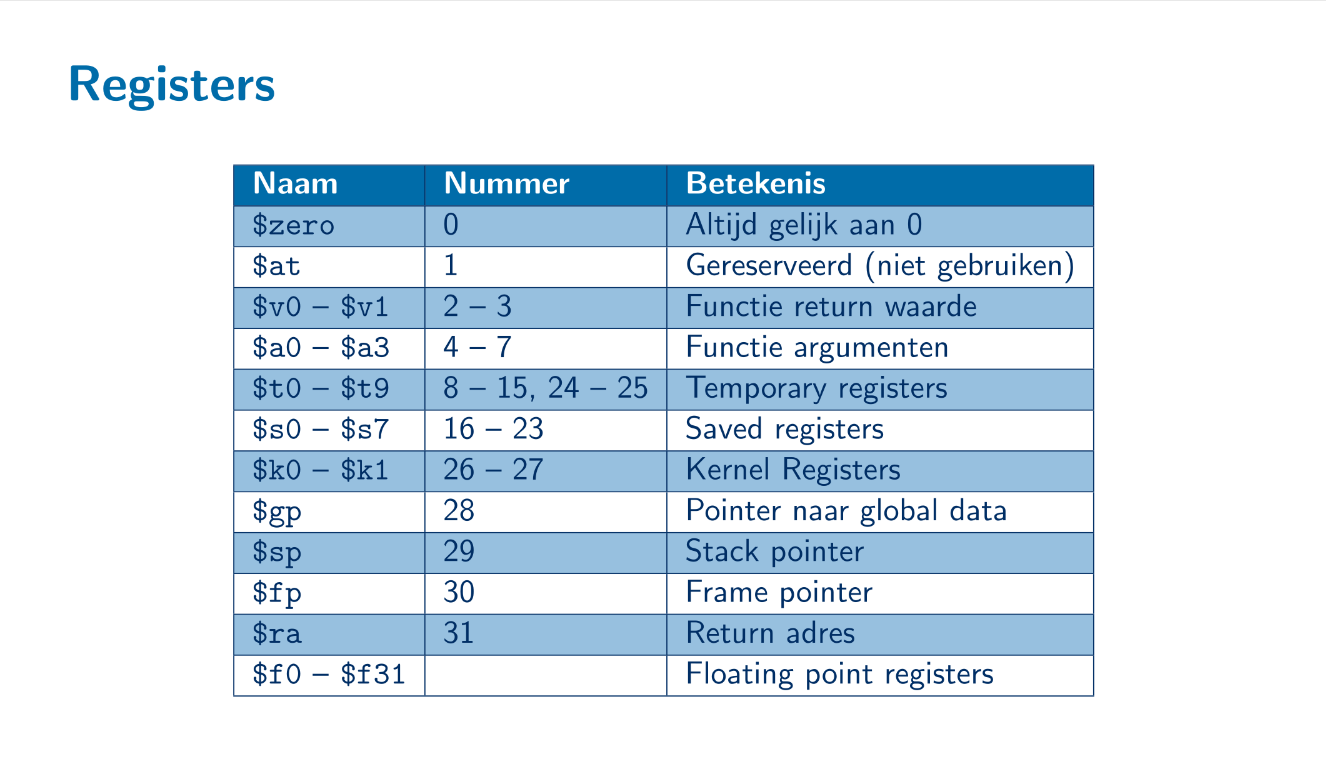 Registers
Naam Nummer Betekenis
$zero 0 Altijd gelijk aan 0
$at 1 Gereserveerd (niet gebruiken)
$v0 – $v1 2 – 3 Functie return waarde
$a0 – $a3 4 – 7 Functie argumenten
$t0 – $t9 8 – 15, 24 – 25 Temporary registers
$s0 – $s7 16 – 23 Saved registers
$k0 – $k1 26 – 27 Kernel Registers
$gp 28 Pointer naar global data
$sp 29 Stack pointer
$fp 30 Frame pointer
$ra 31 Return adres
$f0 – $f31 Floating point registers